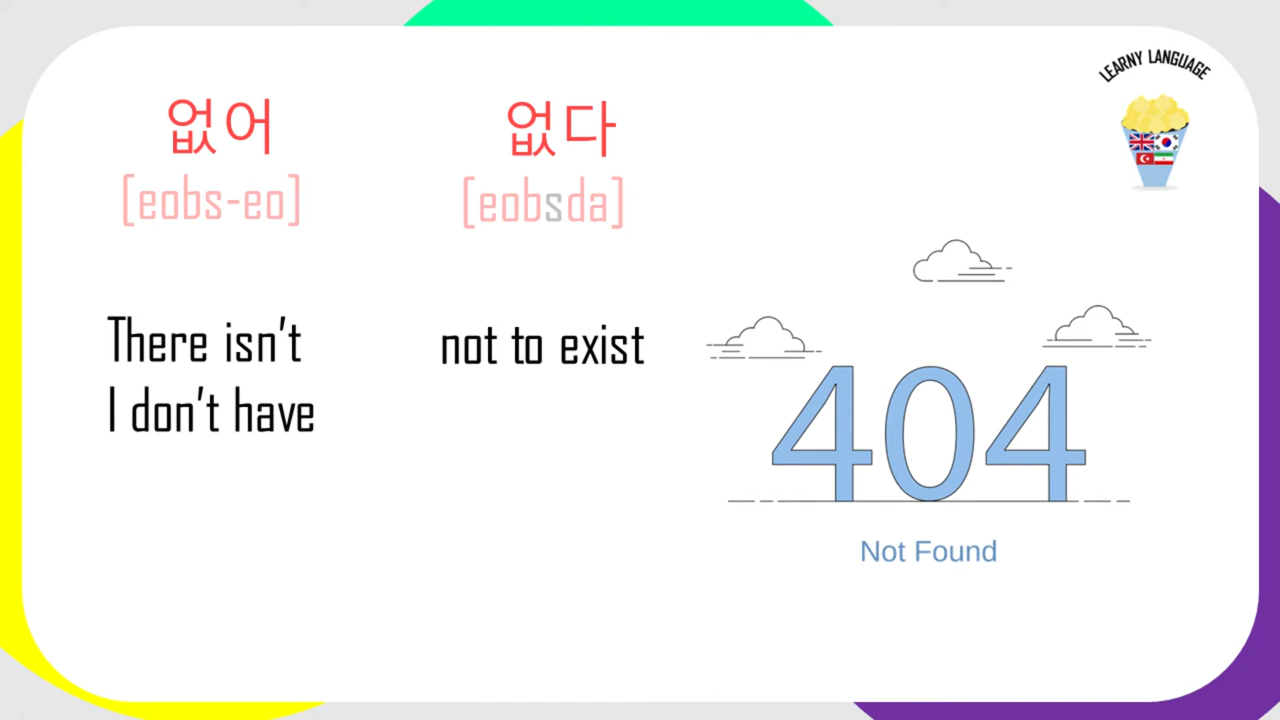 LEARNY LANGUAGE
없어
없다
[eobs-eo]
[eobsda]
There isn't
I don't have
not to exist
404
Not Found